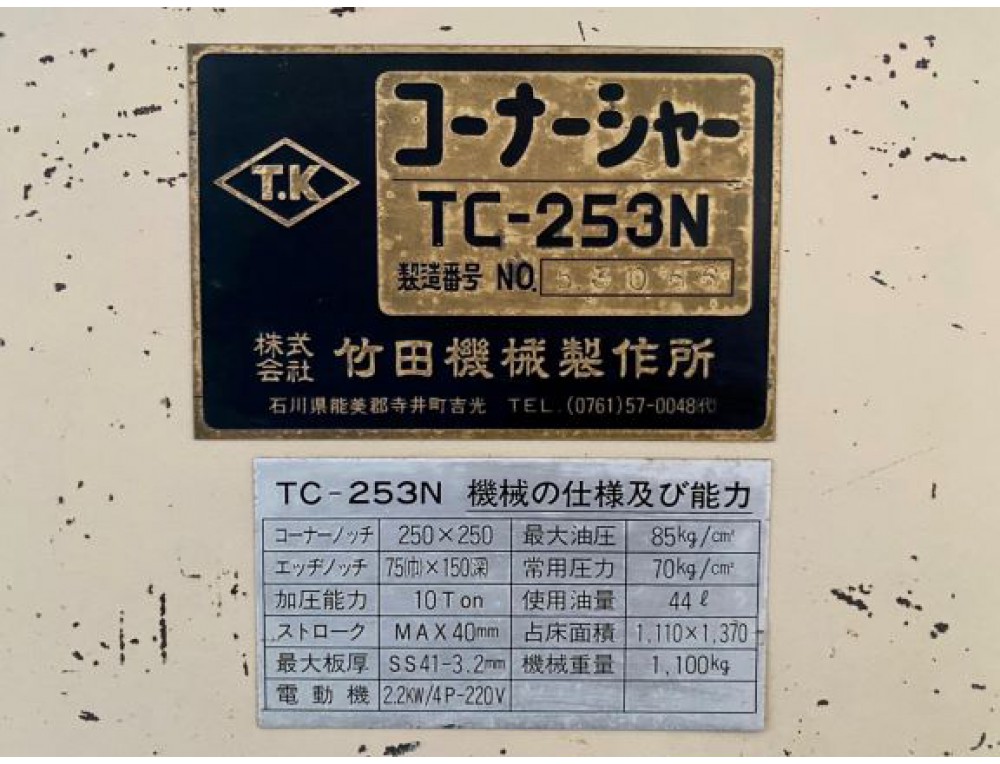 コーナーシャー
T.K
TC-253N
製造番号 NO.
株式会社 竹田機械製作所
石川県能美郡寺井町吉光 TEL.(0761)57-0048代
TC-253N 機械の仕様及び能力
コーナーノッチ 250×250 最大油圧 85kg/cm²
エッヂノッチ 75(巾)×150(深) 常用圧力 70kg/cm²
加圧能力 10Ton 使用油量 44ℓ
ストローク MAX40mm 占床面積 1,110×1,370
最大板厚 SS41-3.2mm 機械重量 1,100kg
電動機 2.2KW/4P-220V